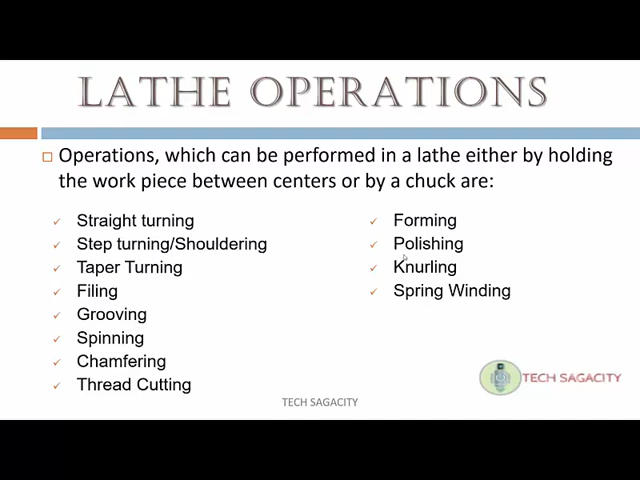 LATHE OPERATIONS
Operations, which can be performed in a lathe either by holding
the work piece between centers or by a chuck are:
Straight turning
Step turning/Shouldering
Taper Turning
Filing
Grooving
Spinning
Chamfering
Thread Cutting
Forming
Polishing
Knurling
Spring Winding
TECH SAGACITY
TECH SAGACITY